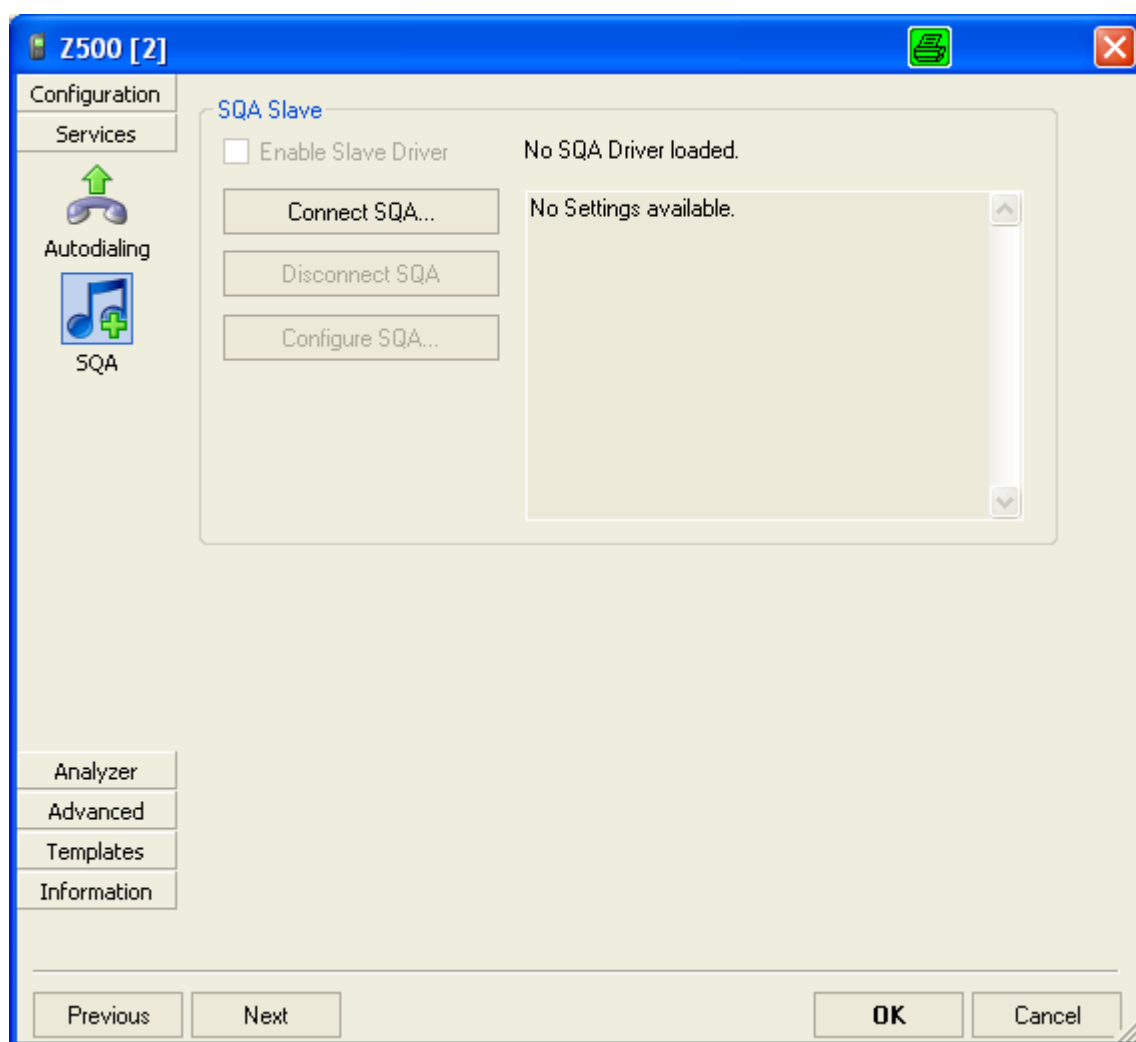 Z500 [2]
Configuration
Services
Autodialing
SQA
SQA Slave
Enable Slave Driver
No SQA Driver loaded.
Connect SQA...
Disconnect SQA
Configure SQA...
No Settings available.
Analyzer
Advanced
Templates
Information
Previous
Next
OK
Cancel